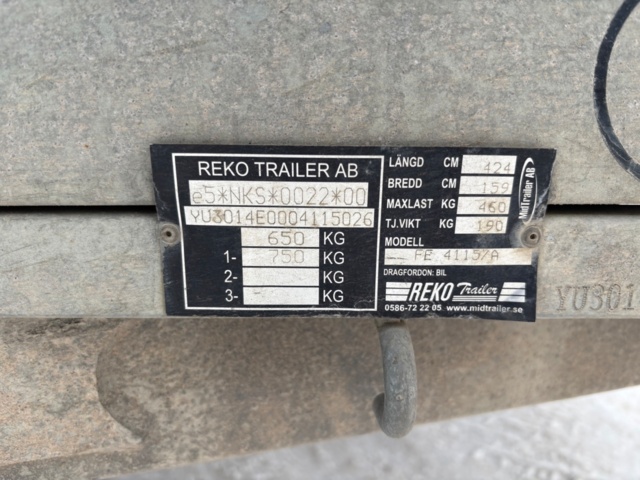 REKO TRAILER AB
e5*NKS*0022*00
YU3014E0004115026
650 KG
1- 750 KG
2- KG
3- KG
LÄNGD CM 424
BREDD CM 159
MAXLAST KG 460
TJ.VIKT KG 190
MODELL
FE 41157A
DRAGFORDON: BIL
REKO Trailer
0586-72 22 05 www.midtrailer.se
MidTrailer AB
YU301